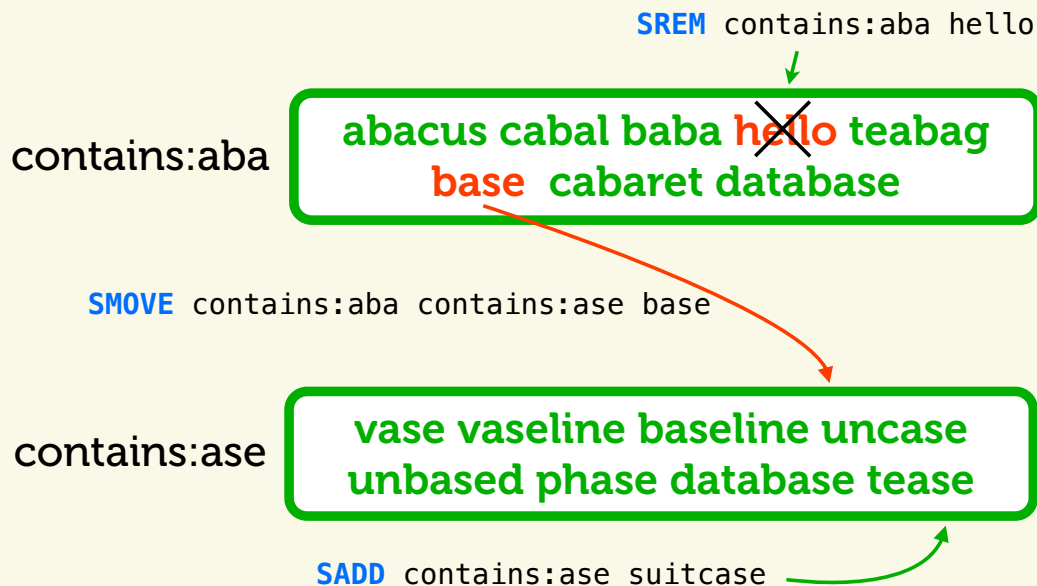 SREM contains:aba hello
contains:aba
abacus cabal baba hello teabag
base cabaret database
SMOVE contains:aba contains:ase base
contains:ase
vase vaseline baseline uncase
unbased phase database tease
SADD contains:ase suitcase